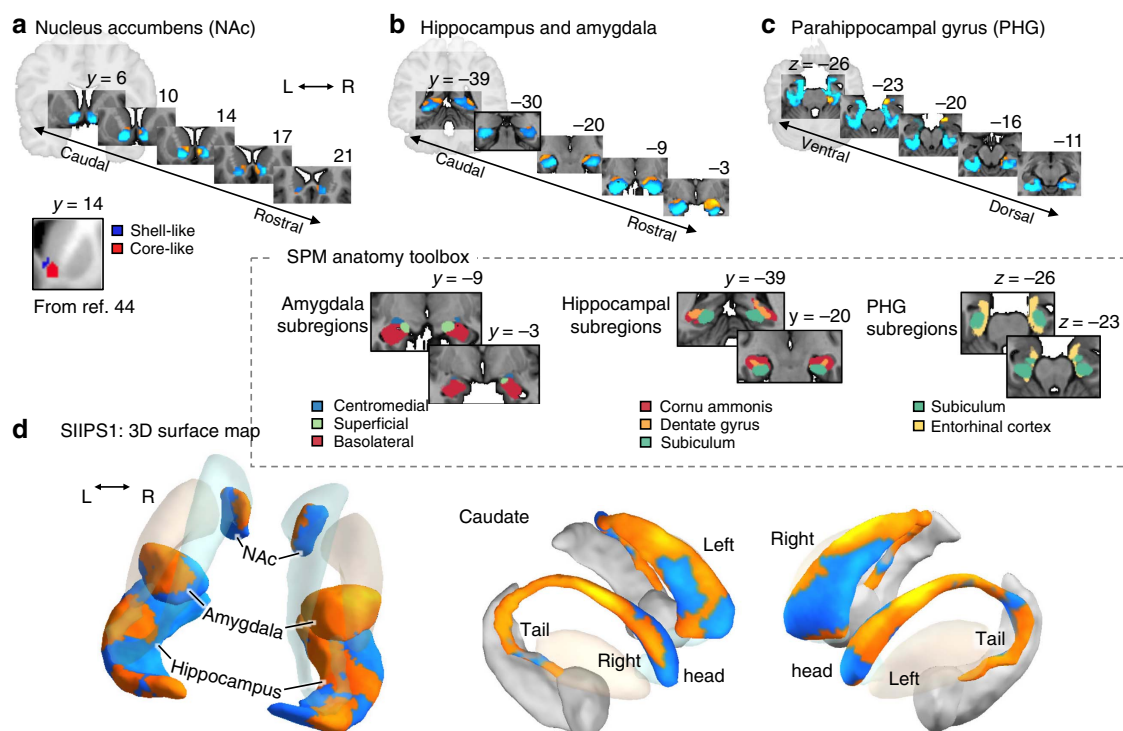 a Nucleus accumbens (NAc)
y = 6
10
14
17
21
L R
Caudal
Rostral
y = 14
Shell-like
Core-like
From ref. 44
b Hippocampus and amygdala
y = −39
−30
−20
−9
−3
Caudal
Rostral
c Parahippocampal gyrus (PHG)
z = −26
−23
−20
−16
−11
Ventral
Dorsal
SPM anatomy toolbox
Amygdala
subregions
y = −9
y = −3
Centromedial
Superficial
Basolateral
Hippocampal
subregions
y = −39
y = −20
Cornu ammonis
Dentate gyrus
Subiculum
PHG
subregions
z = −26
z = −23
Subiculum
Entorhinal cortex
d SIIPS1: 3D surface map
L R
NAc
Amygdala
Hippocampus
Caudate
Left
Tail
Right
head
Right
Tail
head
Left